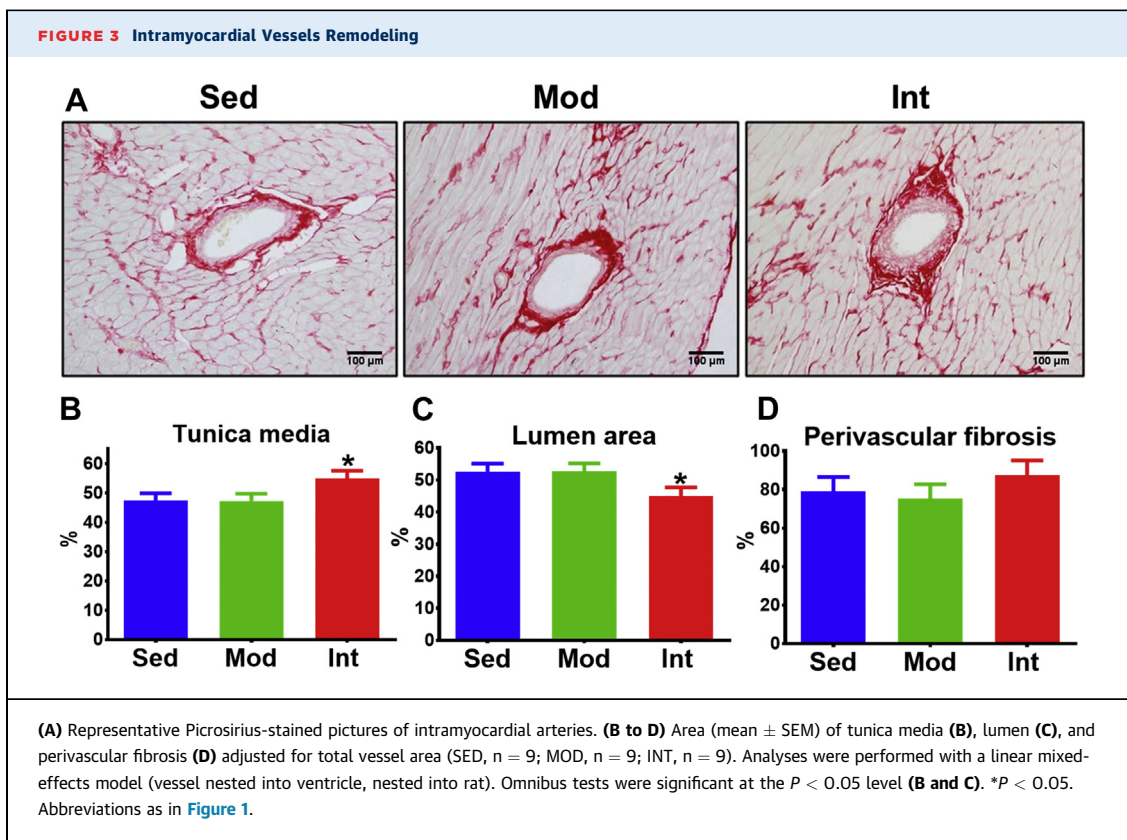 FIGURE 3 Intramyocardial Vessels Remodeling
A
Sed
Mod
Int
100 µm
100 µm
100 µm
B
Tunica media
%
60
50
40
30
20
10
0
*
Sed
Mod
Int
C
Lumen area
%
60
50
40
30
20
10
0
*
Sed
Mod
Int
D
Perivascular fibrosis
%
100
80
60
40
20
0
Sed
Mod
Int
(A) Representative Picrosirius-stained pictures of intramyocardial arteries. (B to D) Area (mean ± SEM) of tunica media (B), lumen (C), and
perivascular fibrosis (D) adjusted for total vessel area (SED, n = 9; MOD, n = 9; INT, n = 9). Analyses were performed with a linear mixed-
effects model (vessel nested into ventricle, nested into rat). Omnibus tests were significant at the P < 0.05 level (B and C). *P < 0.05.
Abbreviations as in Figure 1.